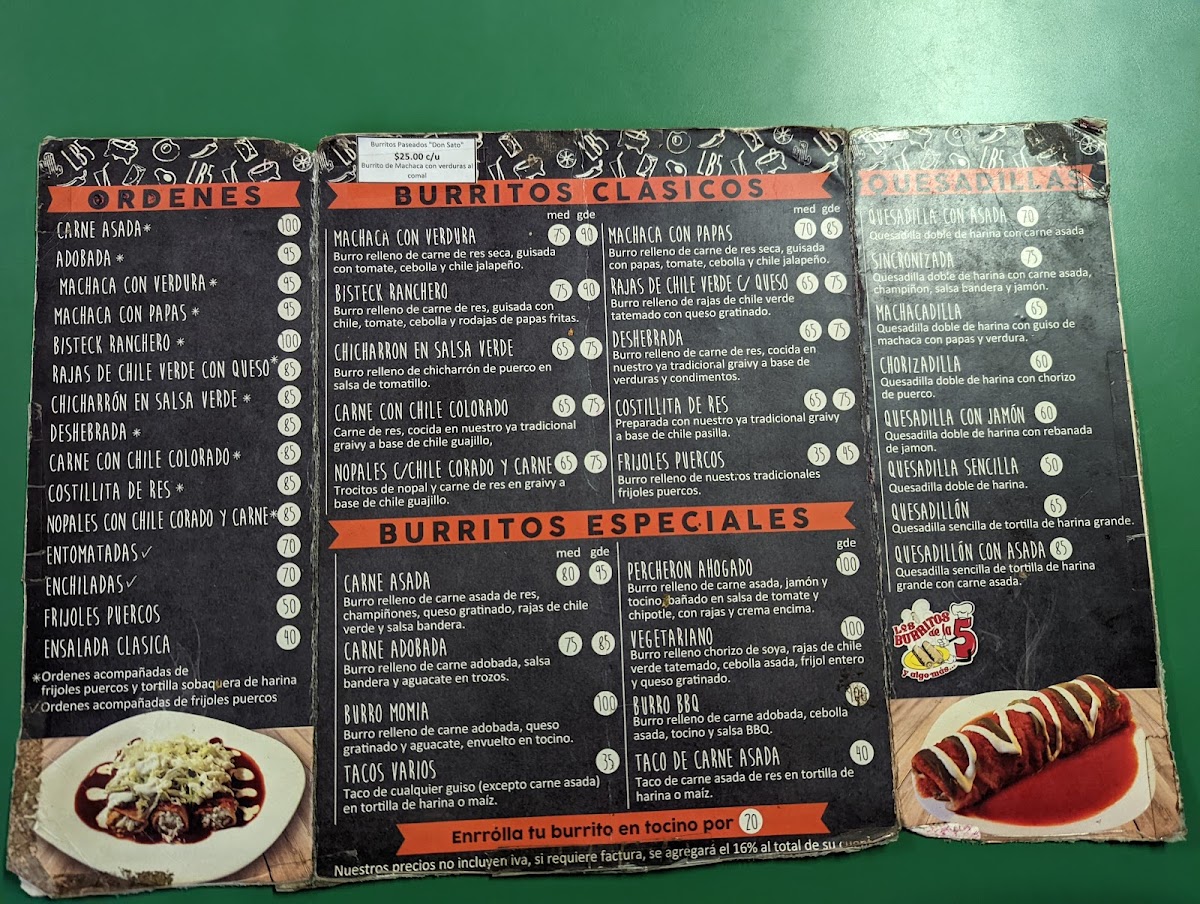 LB5
ORDENES
CARNE ASADA* 100
ADOBADA * 95
MACHACA CON VERDURA * 95
MACHACA CON PAPAS * 95
BISTECK RANCHERO * 100
RAJAS DE CHILE VERDE CON QUESO* 85
CHICHARRÓN EN SALSA VERDE * 85
DESHEBRADA * 85
CARNE CON CHILE COLORADO * 85
COSTILLITA DE RES * 85
NOPALES CON CHILE CORADO Y CARNE* 85
ENTOMATADAS ✓ 70
ENCHILADAS ✓ 70
FRIJOLES PUERCOS 50
ENSALADA CLASICA 40
*Ordenes acompañadas de
frijoles puercos y tortilla sobaquera de harina
✓Ordenes acompañadas de frijoles puercos
LB5
Burritos Paseados "Don Sato"
$25.00 c/u
Burrito de Machaca con verduras al
comal
BURRITOS CLASICOS
med gde
MACHACA CON VERDURA 75 90
Burro relleno de carne de res seca, guisada
con tomate, cebolla y chile jalapeño.
BISTECK RANCHERO 75 90
Burro relleno de carne de res, guisada con
chile, tomate, cebolla y rodajas de papas fritas.
CHICHARRON EN SALSA VERDE 65 75
Burro relleno de chicharrón de puerco en
salsa de tomatillo.
CARNE CON CHILE COLORADO 65 75
Carne de res, cocida en nuestro ya tradicional
graivy a base de chile guajillo,
NOPALES C/CHILE CORADO Y CARNE 65 75
Trocitos de nopal y carne de res en graivy a
base de chile guajillo.
med gde
MACHACA CON PAPAS 70 85
Burro relleno de carne de res seca, guisada
con papas, tomate, cebolla y chile jalapeño.
RAJAS DE CHILE VERDE C/ QUESO 65 75
Burro relleno de rajas de chile verde
tatemado con queso gratinado.
DESHEBRADA 65 75
Burro relleno de carne de res, cocida en
nuestro ya tradicional graivy a base de
verduras y condimentos.
COSTILLITA DE RES 65 75
Preparada con nuestro ya tradicional graivy
a base de chile pasilla.
FRIJOLES PUERCOS 35 45
Burro relleno de nuestros tradicionales
frijoles puercos.
BURRITOS ESPECIALES
med gde
CARNE ASADA 80 95
Burro relleno de carne asada de res,
champiñones, queso gratinado, rajas de chile
verde y salsa bandera.
CARNE ADOBADA 75 85
Burro relleno de carne adobada, salsa
bandera y aguacate en trozos.
BURRO MOMIA 100
Burro relleno de carne adobada, queso
gratinado y aguacate, envuelto en tocino.
TACOS VARIOS 35
Taco de cualquier guiso (excepto carne asada)
en tortilla de harina o maíz.
gde
PERCHERON AHOGADO 100
Burro relleno de carne asada, jamón y
tocino, bañado en salsa de tomate y
chipotle, con rajas y crema encima.
VEGETARIANO 100
Burro relleno chorizo de soya, rajas de chile
verde tatemado, cebolla asada, frijol entero
y queso gratinado.
BURRO BBQ 100
Burro relleno de carne adobada, cebolla
asada, tocino y salsa BBQ.
TACO DE CARNE ASADA 40
Taco de carne asada de res en tortilla de
harina o maíz.
Enrrólla tu burrito en tocino por 20
Nuestros precios no incluyen iva, si requiere factura, se agregará el 16% al total de su
LB5
QUESADILLAS
QUESADILLA CON ASADA 70
Quesadilla doble de harina con carne asada
SINCRONIZADA 75
Quesadilla doble de harina con carne asada,
champiñon, salsa bandera y jamón.
MACHACADILLA 65
Quesadilla doble de harina con guiso de
machaca con papas y verdura.
CHORIZADILLA 60
Quesadilla doble de harina con chorizo
de puerco.
QUESADILLA CON JAMÓN 60
Quesadilla doble de harina con rebanada
de jamon.
QUESADILLA SENCILLA 50
Quesadilla doble de harina.
QUESADILLÓN 65
Quesadilla sencilla de tortilla de harina grande.
QUESADILLÓN CON ASADA 85
Quesadilla sencilla de tortilla de harina
grande con carne asada.
Los
BURRITOS
de la 5
y algo más...